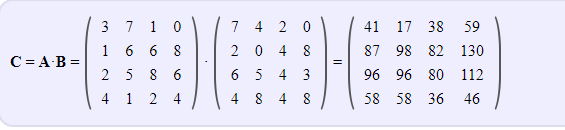 3 7 1 0 7 4 2 0 41 17 38 59
1 6 6 8 2 0 4 8 87 98 82 130
C = A·B = · =
2 5 8 6 6 5 4 3 96 96 80 112
4 1 2 4 4 8 4 8 58 58 36 46